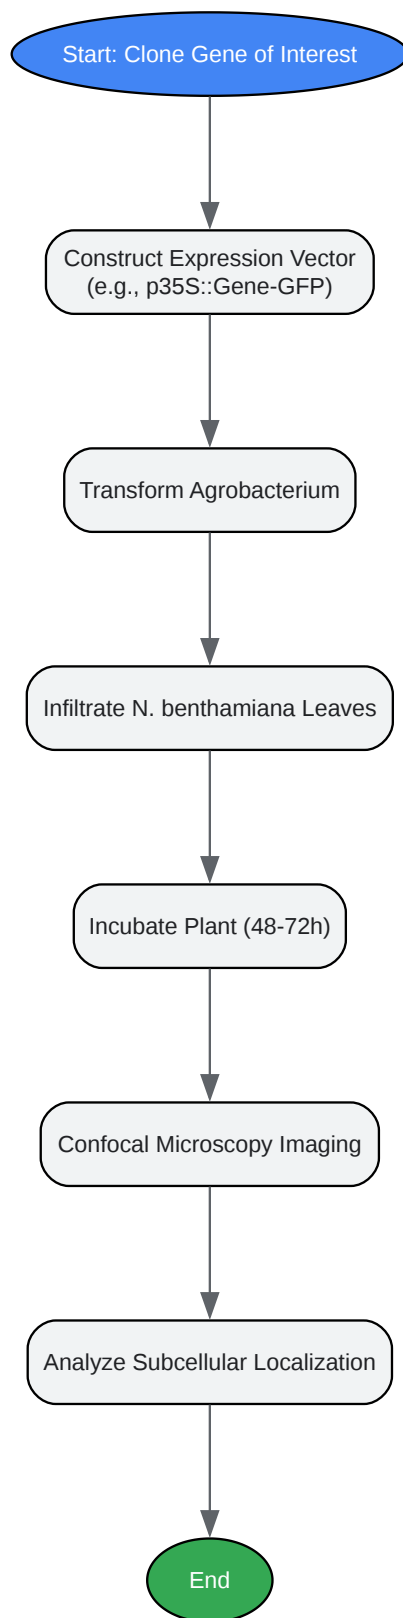 Start: Clone Gene of Interest
Construct Expression Vector
(e.g., p35S::Gene-GFP)
Transform Agrobacterium
Infiltrate N. benthamiana Leaves
Incubate Plant (48-72h)
Confocal Microscopy Imaging
Analyze Subcellular Localization
End